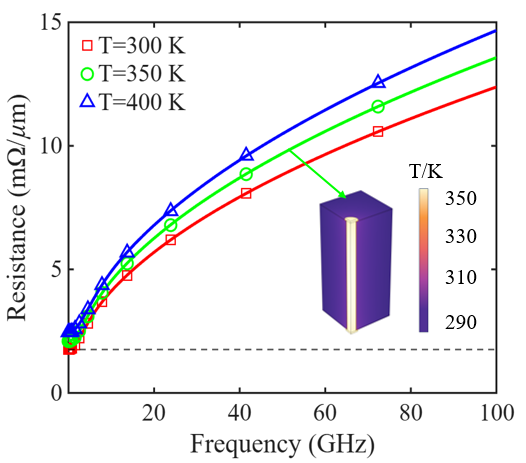 15
T=300 K
T=350 K
T=400 K
10
5
0
Resistance (mΩ/μm)
T/K
350
330
310
290
20
40
60
80
100
Frequency (GHz)